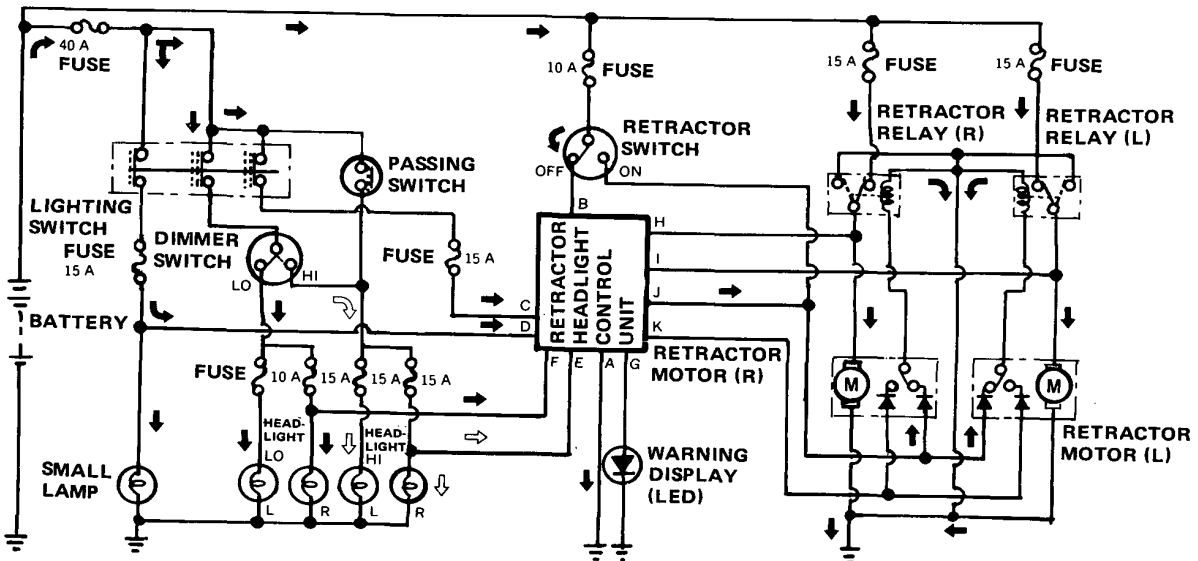 40 A
FUSE
10 A
FUSE
15 A
FUSE
15 A
FUSE
RETRACTOR
SWITCH
RETRACTOR
RELAY (R)
RETRACTOR
RELAY (L)
PASSING
SWITCH
OFF
ON
LIGHTING
SWITCH
FUSE
15 A
DIMMER
SWITCH
LO
HI
FUSE
15 A
B
C
D
F
E
A
G
H
I
J
K
RETRACTOR
HEADLIGHT
CONTROL
UNIT
BATTERY
RETRACTOR
MOTOR (R)
FUSE
10 A
15 A
15 A
15 A
HEAD-
LIGHT
LO
HEAD-
LIGHT
HI
M
M
SMALL
LAMP
L
R
L
R
WARNING
DISPLAY
(LED)
RETRACTOR
MOTOR (L)